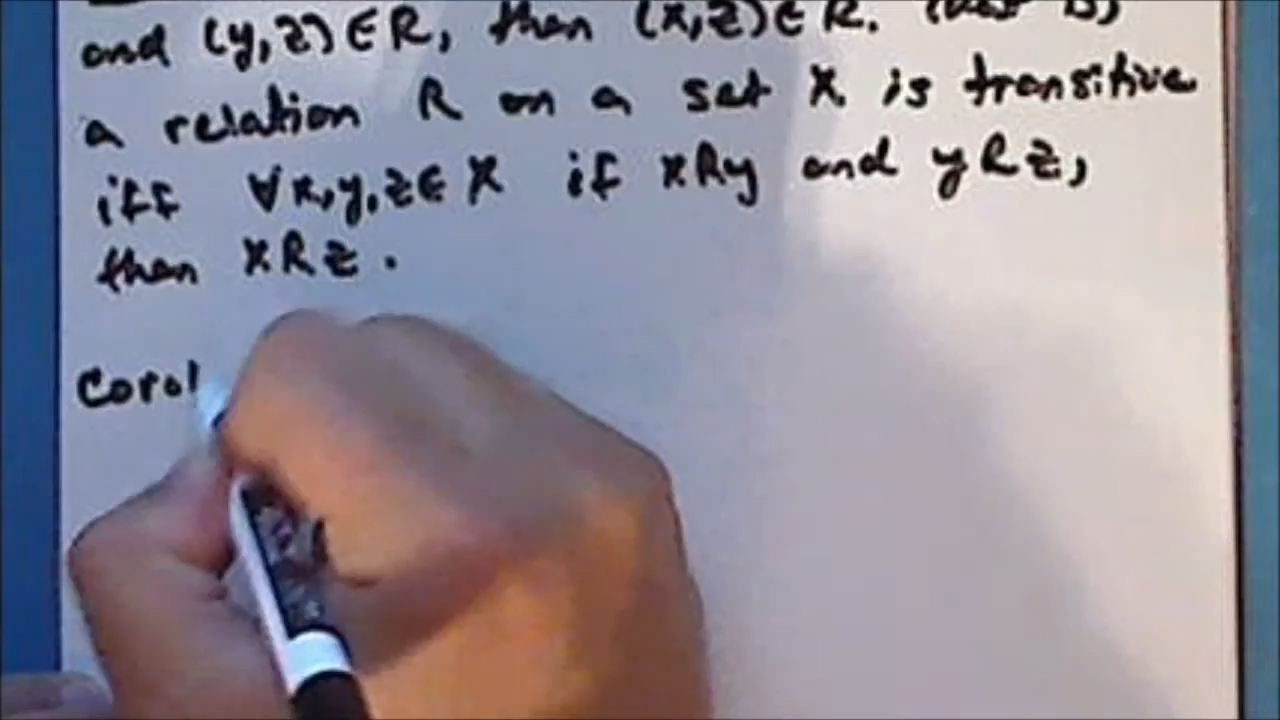 and (y,z)∈R, then (x,z)∈R.
a relation R on a set X is transitive
iff ∀x,y,z∈X if xRy and yRz,
then xRz.
Corol